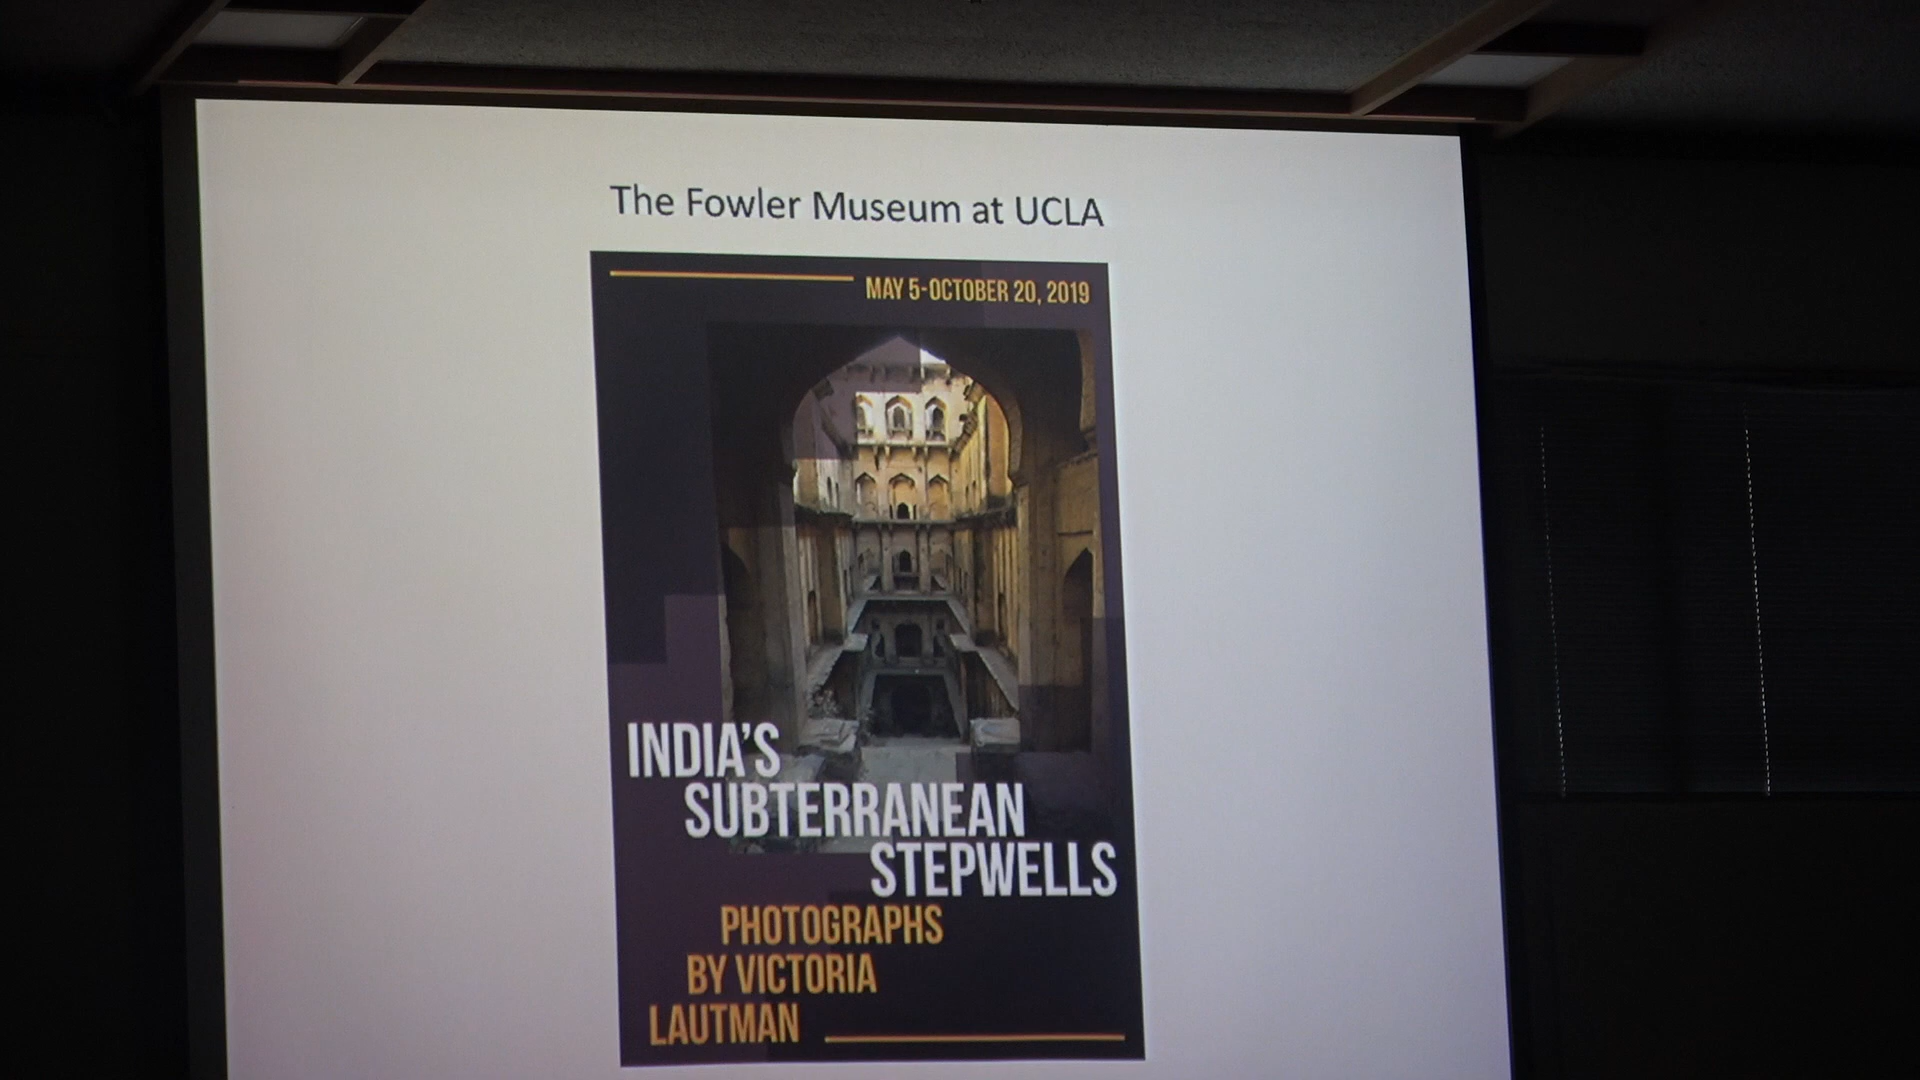 The Fowler Museum at UCLA
MAY 5-OCTOBER 20, 2019
INDIA'S
SUBTERRANEAN
STEPWELLS
PHOTOGRAPHS
BY VICTORIA
LAUTMAN